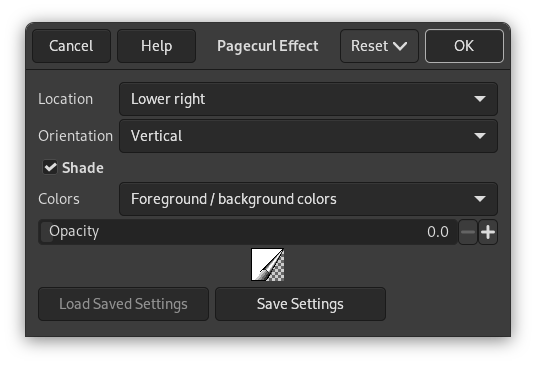 Cancel Help Pagecurl Effect Reset OK
Location Lower right
Orientation Vertical
Shade
Colors Foreground / background colors
Opacity 0.0
Load Saved Settings Save Settings